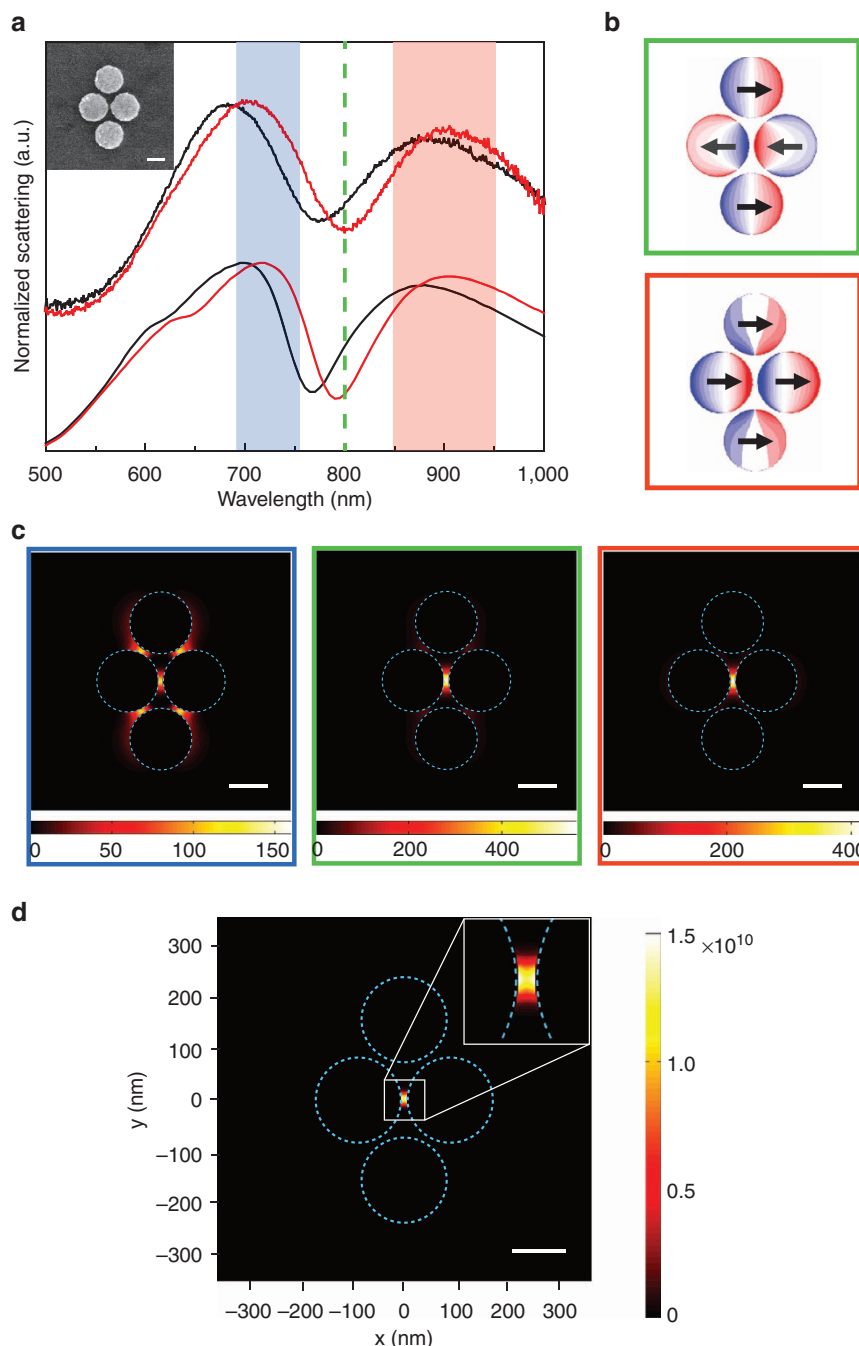 a
b
Normalized scattering (a.u.)
500 600 700 800 900 1,000
Wavelength (nm)
c
0 50 100 150
0 200 400
0 200 400
d
300
200
100
0
−100
−200
−300
y (nm)
−300 −200 −100 0 100 200 300
x (nm)
1.5
×10¹⁰
1.0
0.5
0